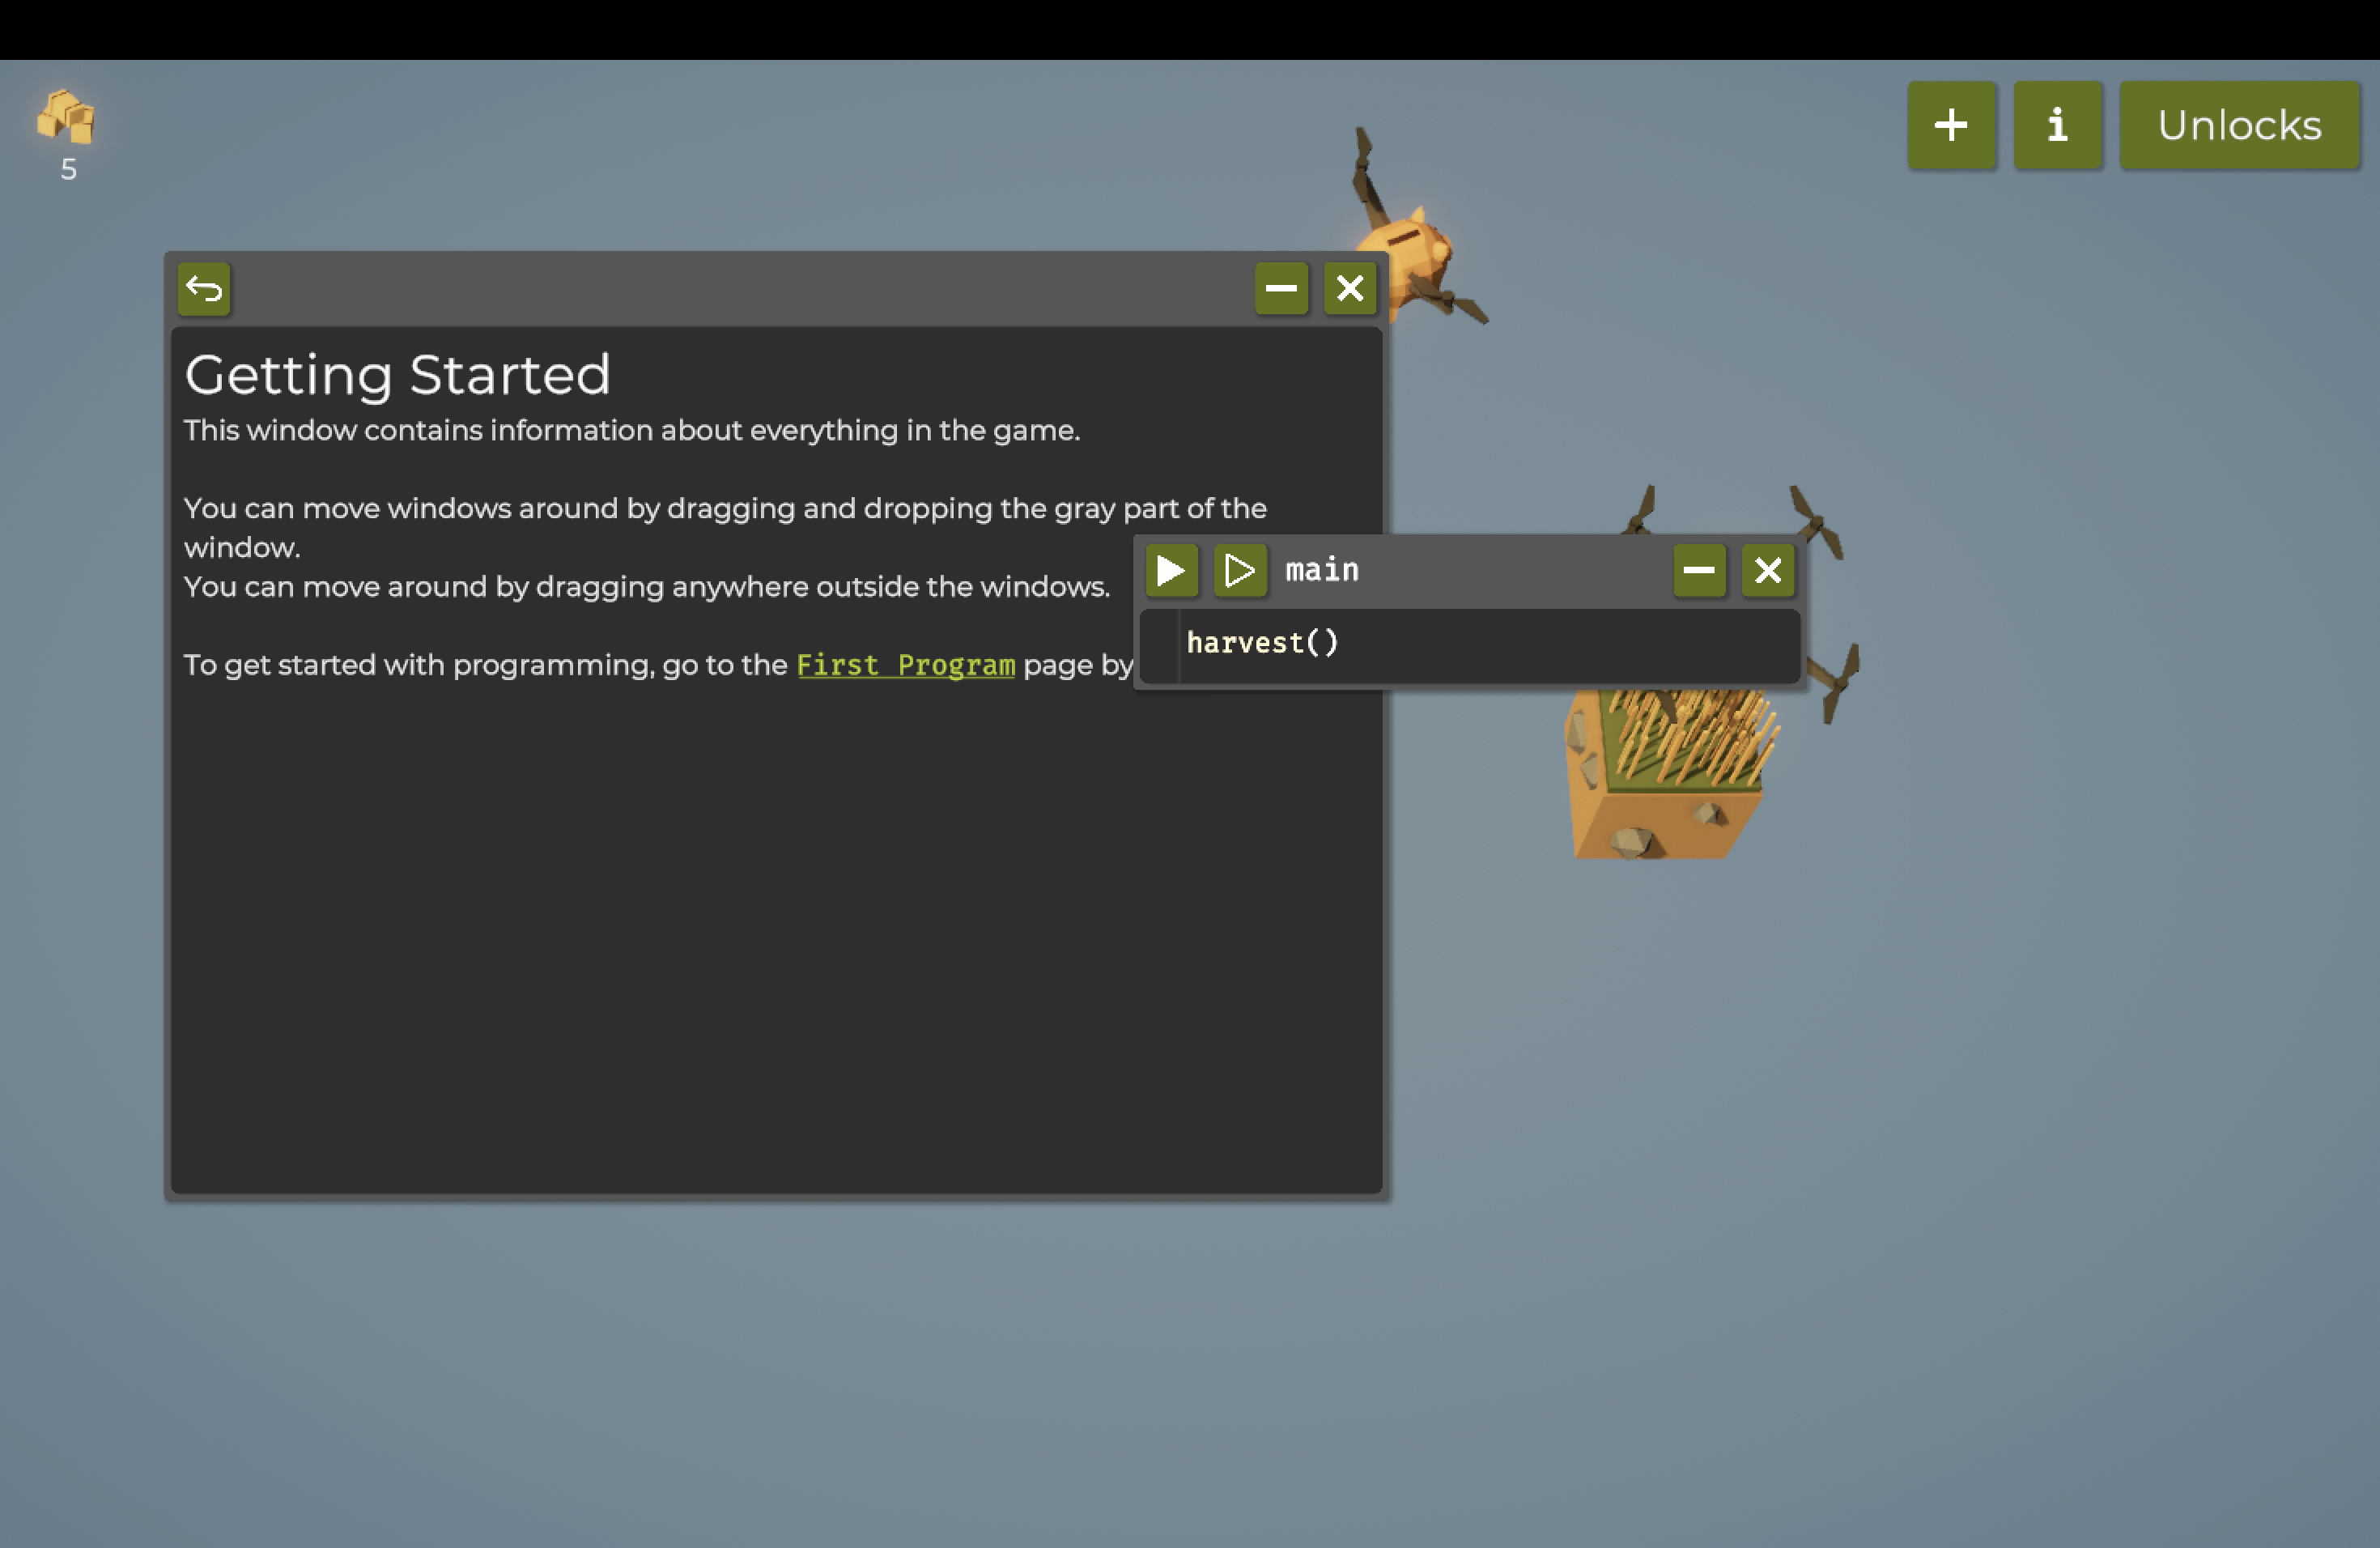 5
Unlocks
Getting Started
This window contains information about everything in the game.
You can move windows around by dragging and dropping the gray part of the
window.
You can move around by dragging anywhere outside the windows.
To get started with programming, go to the First Program page by
main
harvest()